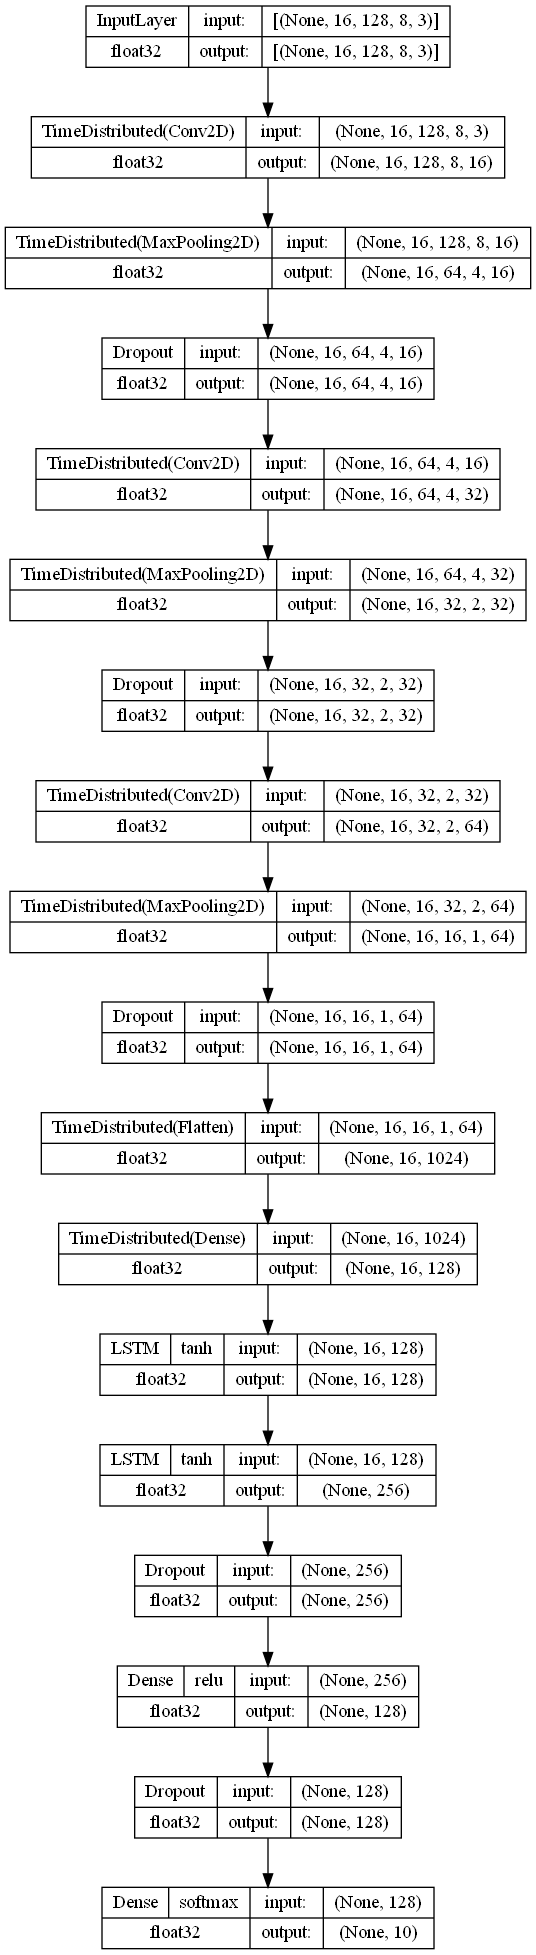 InputLayer input: [(None, 16, 128, 8, 3)]
float32 output: [(None, 16, 128, 8, 3)]
TimeDistributed(Conv2D) input: (None, 16, 128, 8, 3)
float32 output: (None, 16, 128, 8, 16)
TimeDistributed(MaxPooling2D) input: (None, 16, 128, 8, 16)
float32 output: (None, 16, 64, 4, 16)
Dropout input: (None, 16, 64, 4, 16)
float32 output: (None, 16, 64, 4, 16)
TimeDistributed(Conv2D) input: (None, 16, 64, 4, 16)
float32 output: (None, 16, 64, 4, 32)
TimeDistributed(MaxPooling2D) input: (None, 16, 64, 4, 32)
float32 output: (None, 16, 32, 2, 32)
Dropout input: (None, 16, 32, 2, 32)
float32 output: (None, 16, 32, 2, 32)
TimeDistributed(Conv2D) input: (None, 16, 32, 2, 32)
float32 output: (None, 16, 32, 2, 64)
TimeDistributed(MaxPooling2D) input: (None, 16, 32, 2, 64)
float32 output: (None, 16, 16, 1, 64)
Dropout input: (None, 16, 16, 1, 64)
float32 output: (None, 16, 16, 1, 64)
TimeDistributed(Flatten) input: (None, 16, 16, 1, 64)
float32 output: (None, 16, 1024)
TimeDistributed(Dense) input: (None, 16, 1024)
float32 output: (None, 16, 128)
LSTM tanh input: (None, 16, 128)
float32 output: (None, 16, 128)
LSTM tanh input: (None, 16, 128)
float32 output: (None, 256)
Dropout input: (None, 256)
float32 output: (None, 256)
Dense relu input: (None, 256)
float32 output: (None, 128)
Dropout input: (None, 128)
float32 output: (None, 128)
Dense softmax input: (None, 128)
float32 output: (None, 10)